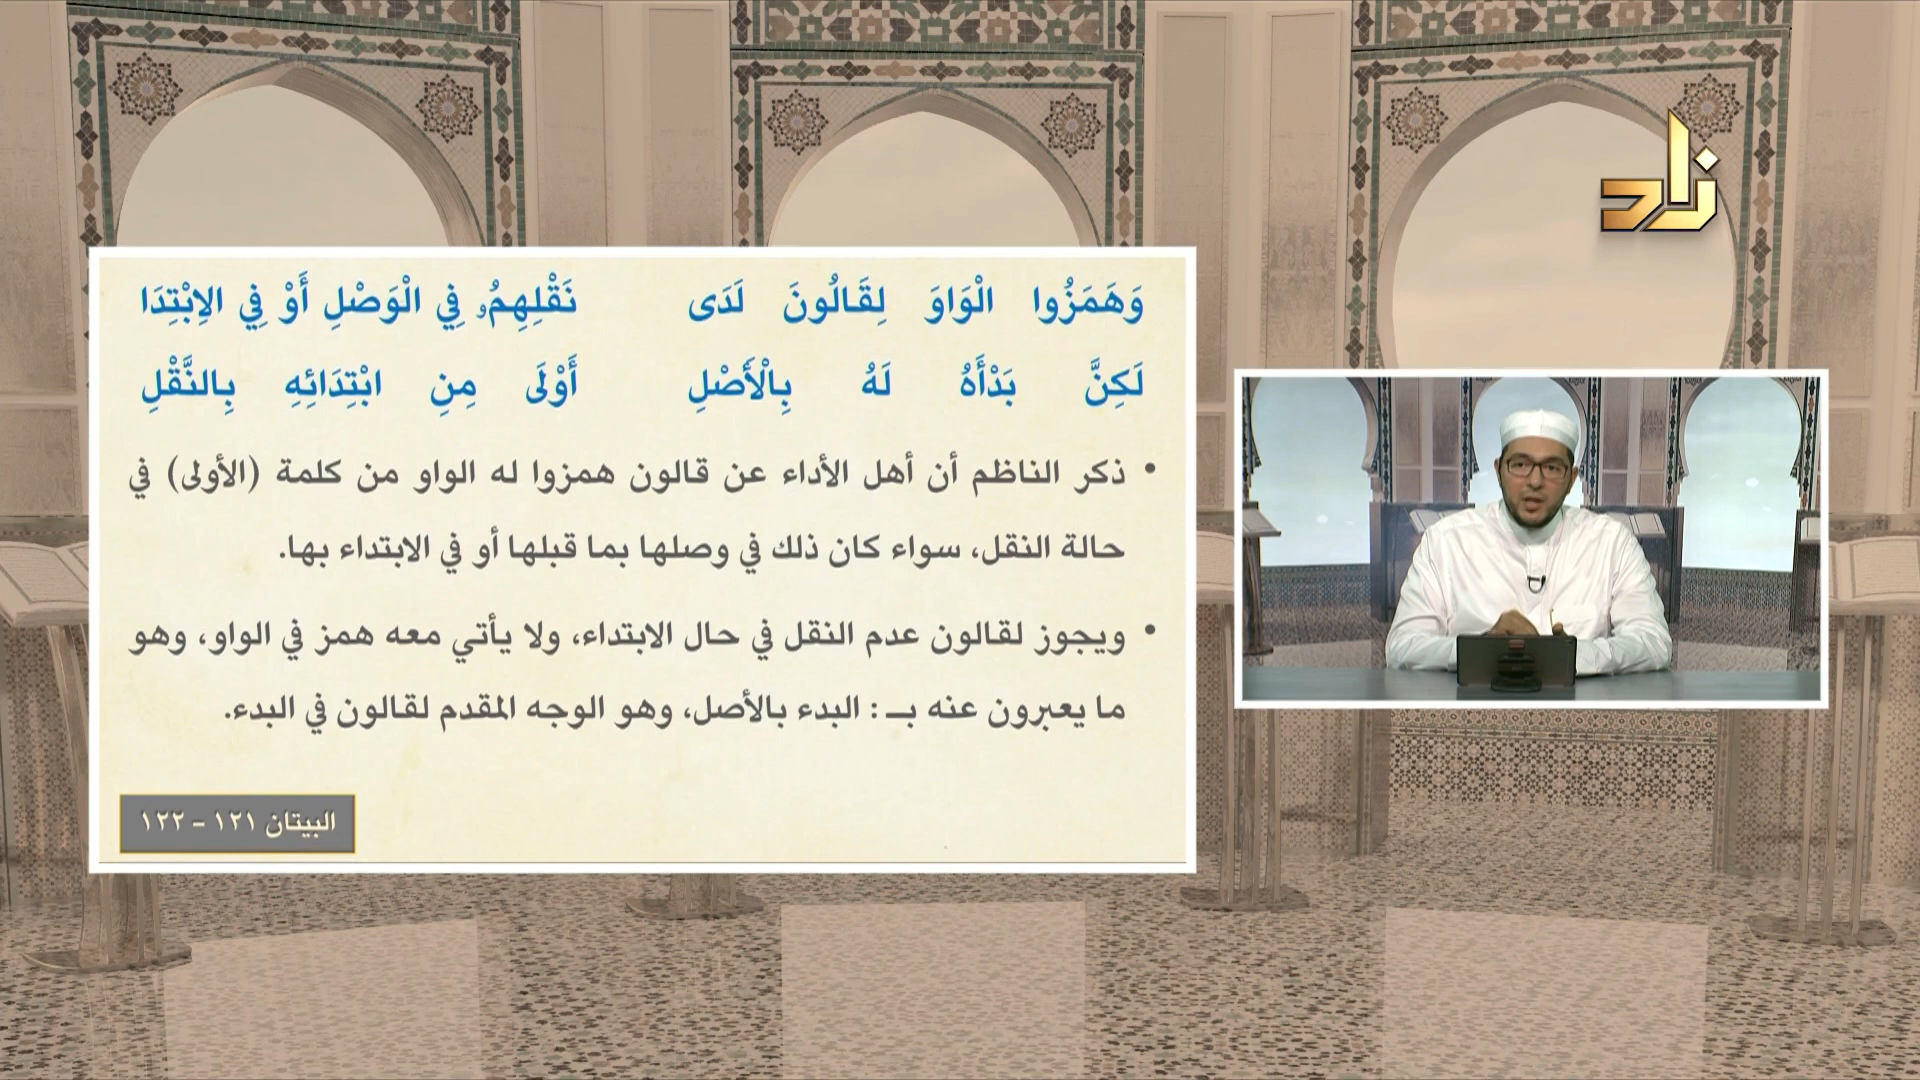 زاد
وَهَمَزُوا الْوَاوَ لِقَالُونَ لَدَى نَقْلِهِمُۥ فِي الْوَصْلِ أَوْ فِي الِابْتِدَا
لَكِنَّ بَدْأَهُ لَهُ بِالْأَصْلِ أَوْلَى مِنِ ابْتِدَائِهِ بِالنَّقْلِ
• ذكر الناظم أن أهل الأداء عن قالون همزوا له الواو من كلمة (الأولى) في
حالة النقل، سواء كان ذلك في وصلها بما قبلها أو في الابتداء بها.
• ويجوز لقالون عدم النقل في حال الابتداء، ولا يأتي معه همز في الواو، وهو
ما يعبرون عنه بـ : البدء بالأصل، وهو الوجه المقدم لقالون في البدء.
البيتان ١٢١ - ١٢٢